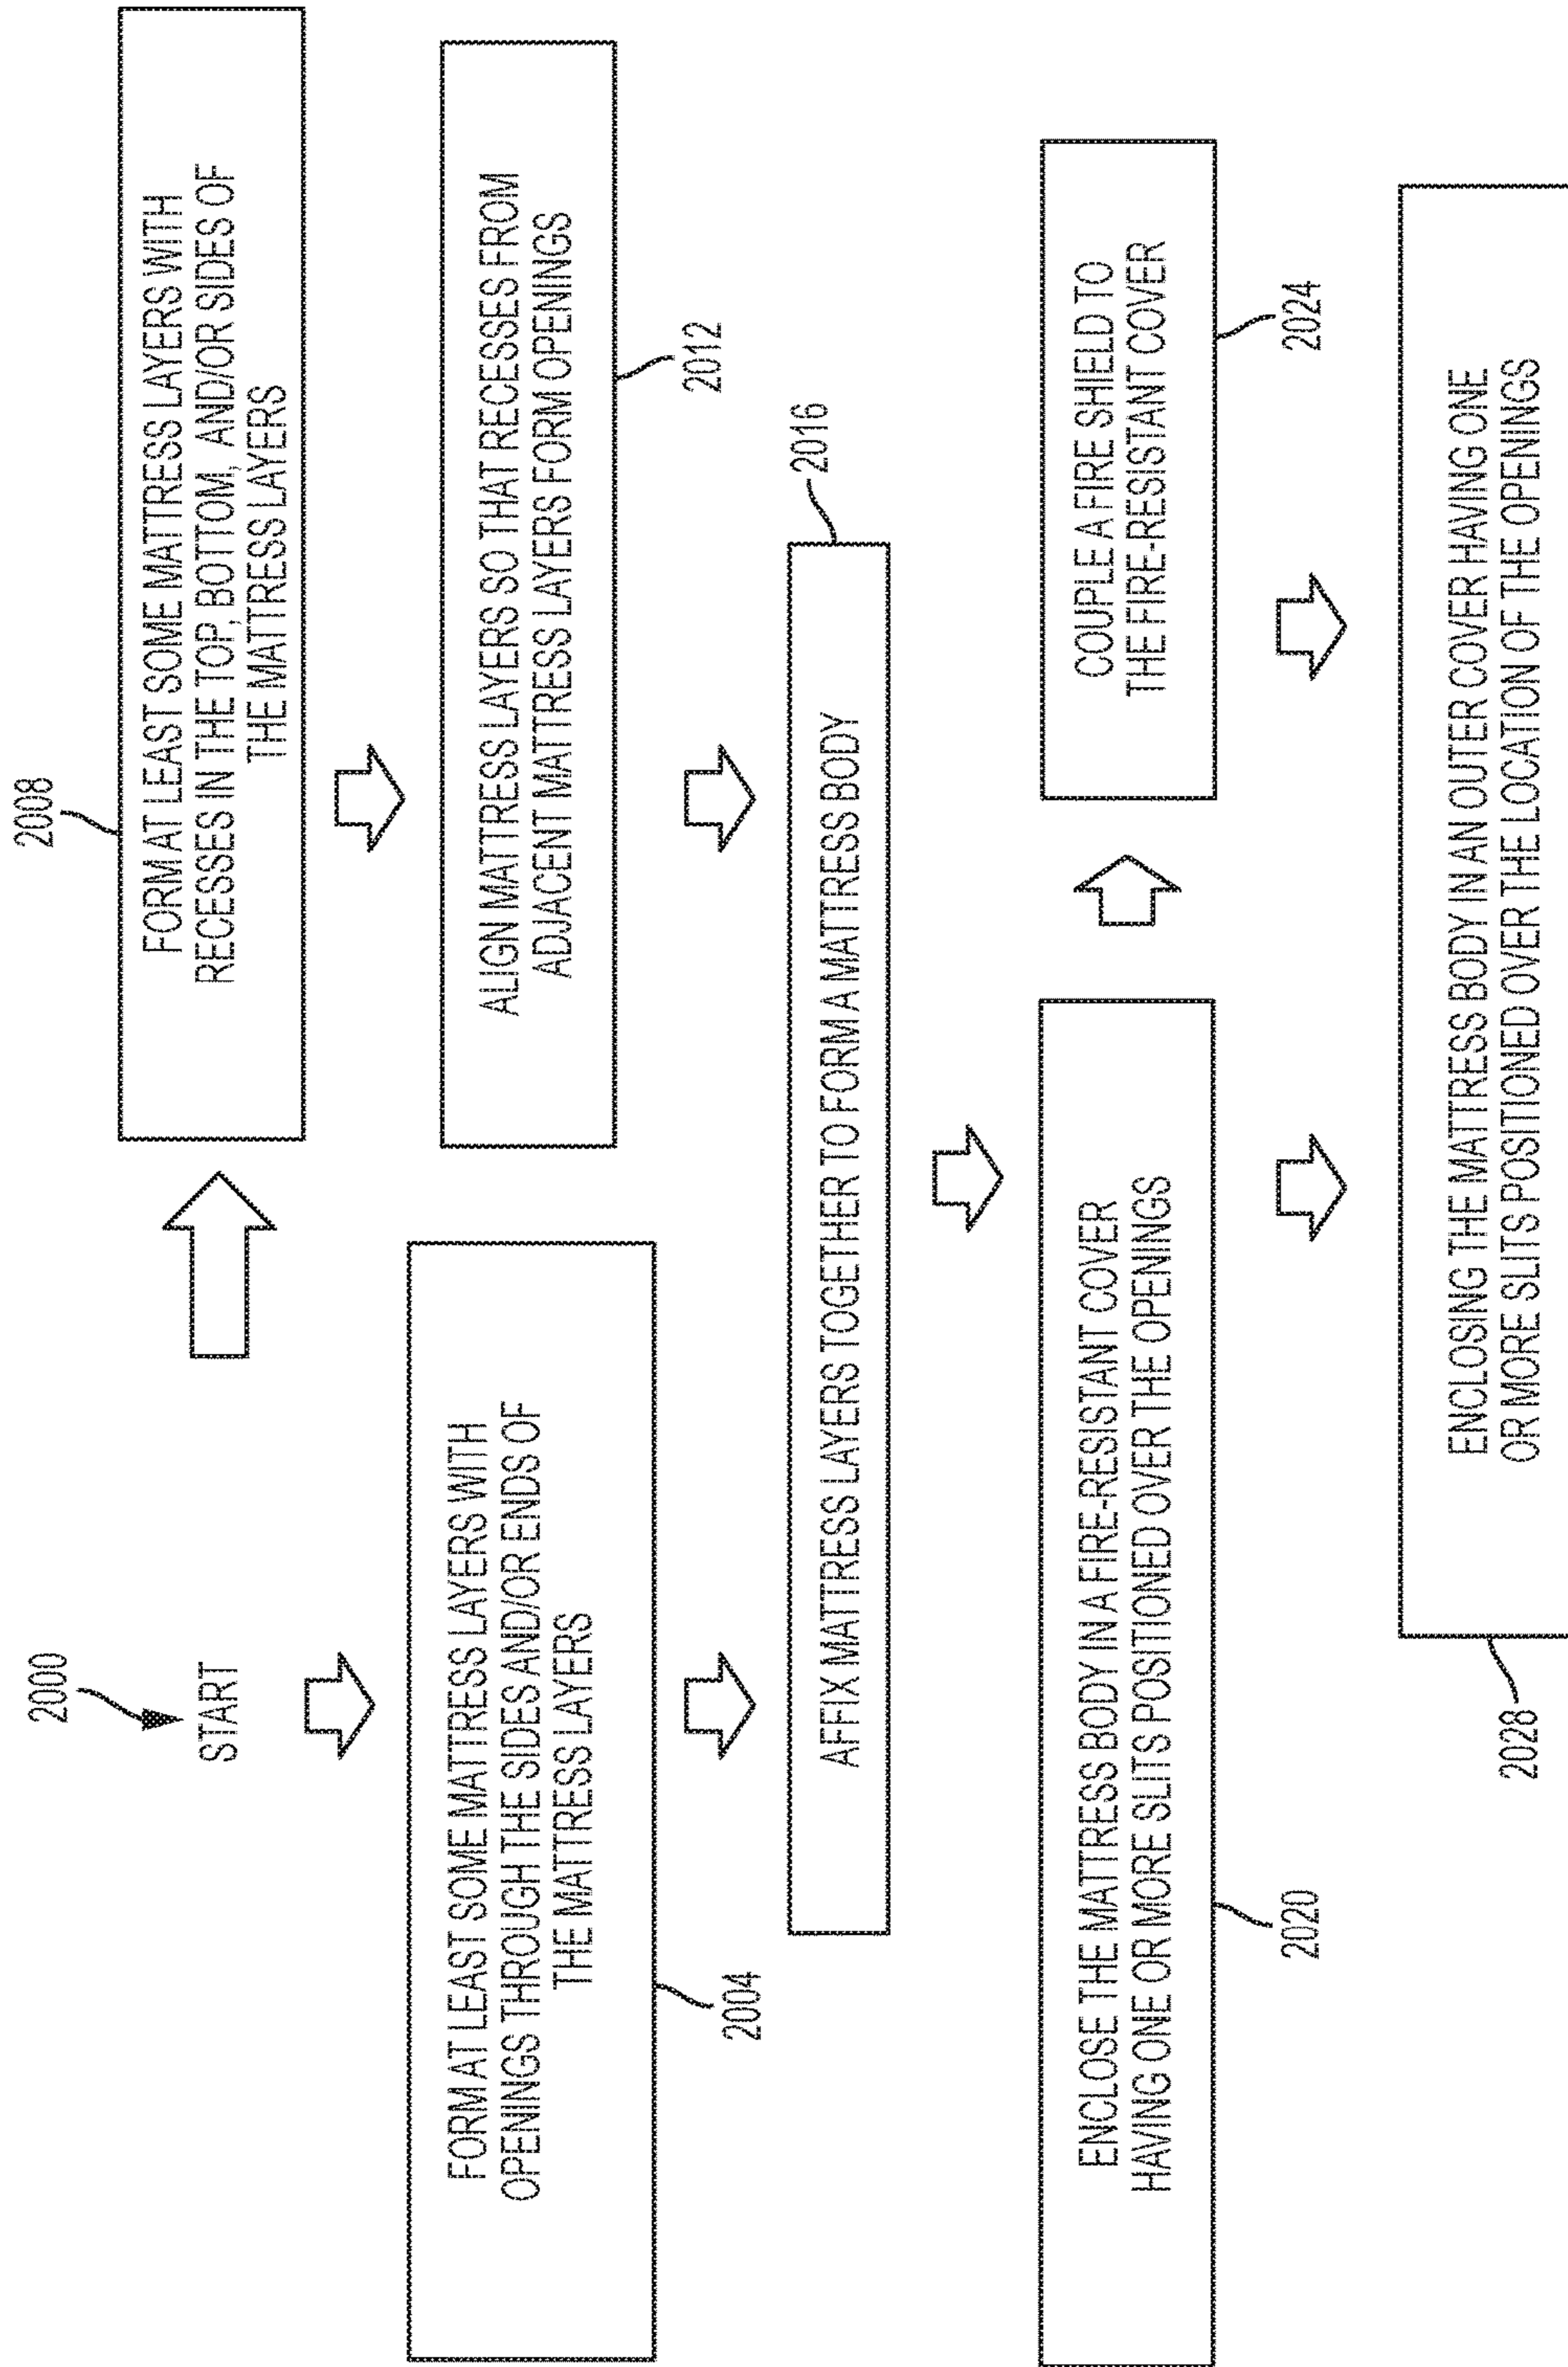 2000
START
2008
FORM AT LEAST SOME MATTRESS LAYERS WITH
RECESSES IN THE TOP, BOTTOM, AND/OR SIDES OF
THE MATTRESS LAYERS
FORM AT LEAST SOME MATTRESS LAYERS WITH
OPENINGS THROUGH THE SIDES AND/OR ENDS OF
THE MATTRESS LAYERS
2004
ALIGN MATTRESS LAYERS SO THAT RECESSES FROM
ADJACENT MATTRESS LAYERS FORM OPENINGS
2012
2016
AFFIX MATTRESS LAYERS TOGETHER TO FORM A MATTRESS BODY
ENCLOSE THE MATTRESS BODY IN A FIRE-RESISTANT COVER
HAVING ONE OR MORE SLITS POSITIONED OVER THE OPENINGS
2020
COUPLE A FIRE SHIELD TO
THE FIRE-RESISTANT COVER
2024
ENCLOSING THE MATTRESS BODY IN AN OUTER COVER HAVING ONE
OR MORE SLITS POSITIONED OVER THE LOCATION OF THE OPENINGS
2028